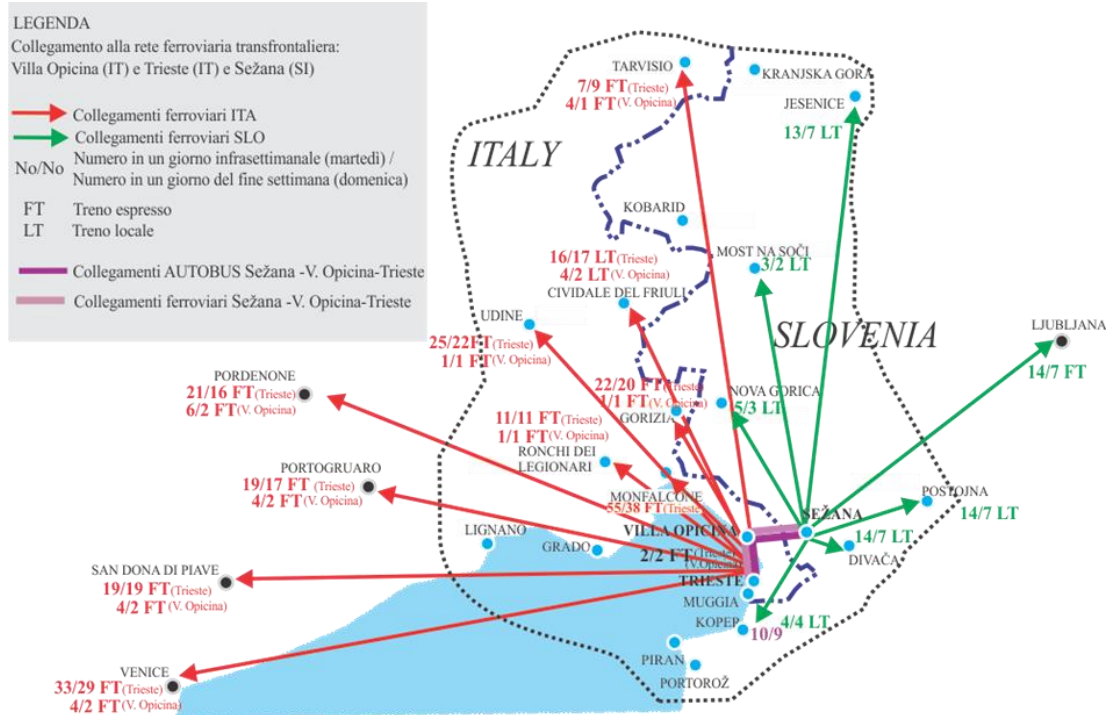 LEGENDA
Collegamento alla rete ferroviaria transfrontaliera:
Villa Opicina (IT) e Trieste (IT) e Sežana (SI)
Collegamenti ferroviari ITA
Collegamenti ferroviari SLO
No/No
Numero in un giorno infrasettimanale (martedì) /
Numero in un giorno del fine settimana (domenica)
FT Treno espresso
LT Treno locale
Collegamenti AUTOBUS Sežana -V. Opicina-Trieste
Collegamenti ferroviari Sežana -V. Opicina-Trieste
ITALY
SLOVENIA
TARVISIO
7/9 FT (Trieste)
4/1 FT (V. Opicina)
KRANJSKA GORA
JESENICE
13/7 LT
KOBARID
MOST NA SOČI
3/2 LT
16/17 LT (Trieste)
4/2 LT (V. Opicina)
CIVIDALE DEL FRIULI
UDINE
25/22FT (Trieste)
1/1 FT (V. Opicina)
LJUBLJANA
14/7 FT
PORDENONE
21/16 FT (Trieste)
6/2 FT (V. Opicina)
22/20 FT (Trieste)
1/1 FT (V. Opicina)
GORIZIA
NOVA GORICA
5/3 LT
11/11 FT (Trieste)
1/1 FT (V. Opicina)
RONCHI DEI
LEGIONARI
PORTOGRUARO
19/17 FT (Trieste)
4/2 FT (V. Opicina)
MONFALCONE
55/38 FT (Trieste)
POSTOJNA
14/7 LT
SEŽANA
VILLA OPICINA
14/7 LT
DIVAČA
LIGNANO
GRADO
2/2 FT (Trieste)
(V. Opicina)
TRIESTE
SAN DONA DI PIAVE
19/19 FT (Trieste)
4/2 FT (V. Opicina)
MUGGIA
KOPER
4/4 LT
10/9
PIRAN
PORTOROŽ
VENICE
33/29 FT (Trieste)
4/2 FT (V. Opicina)